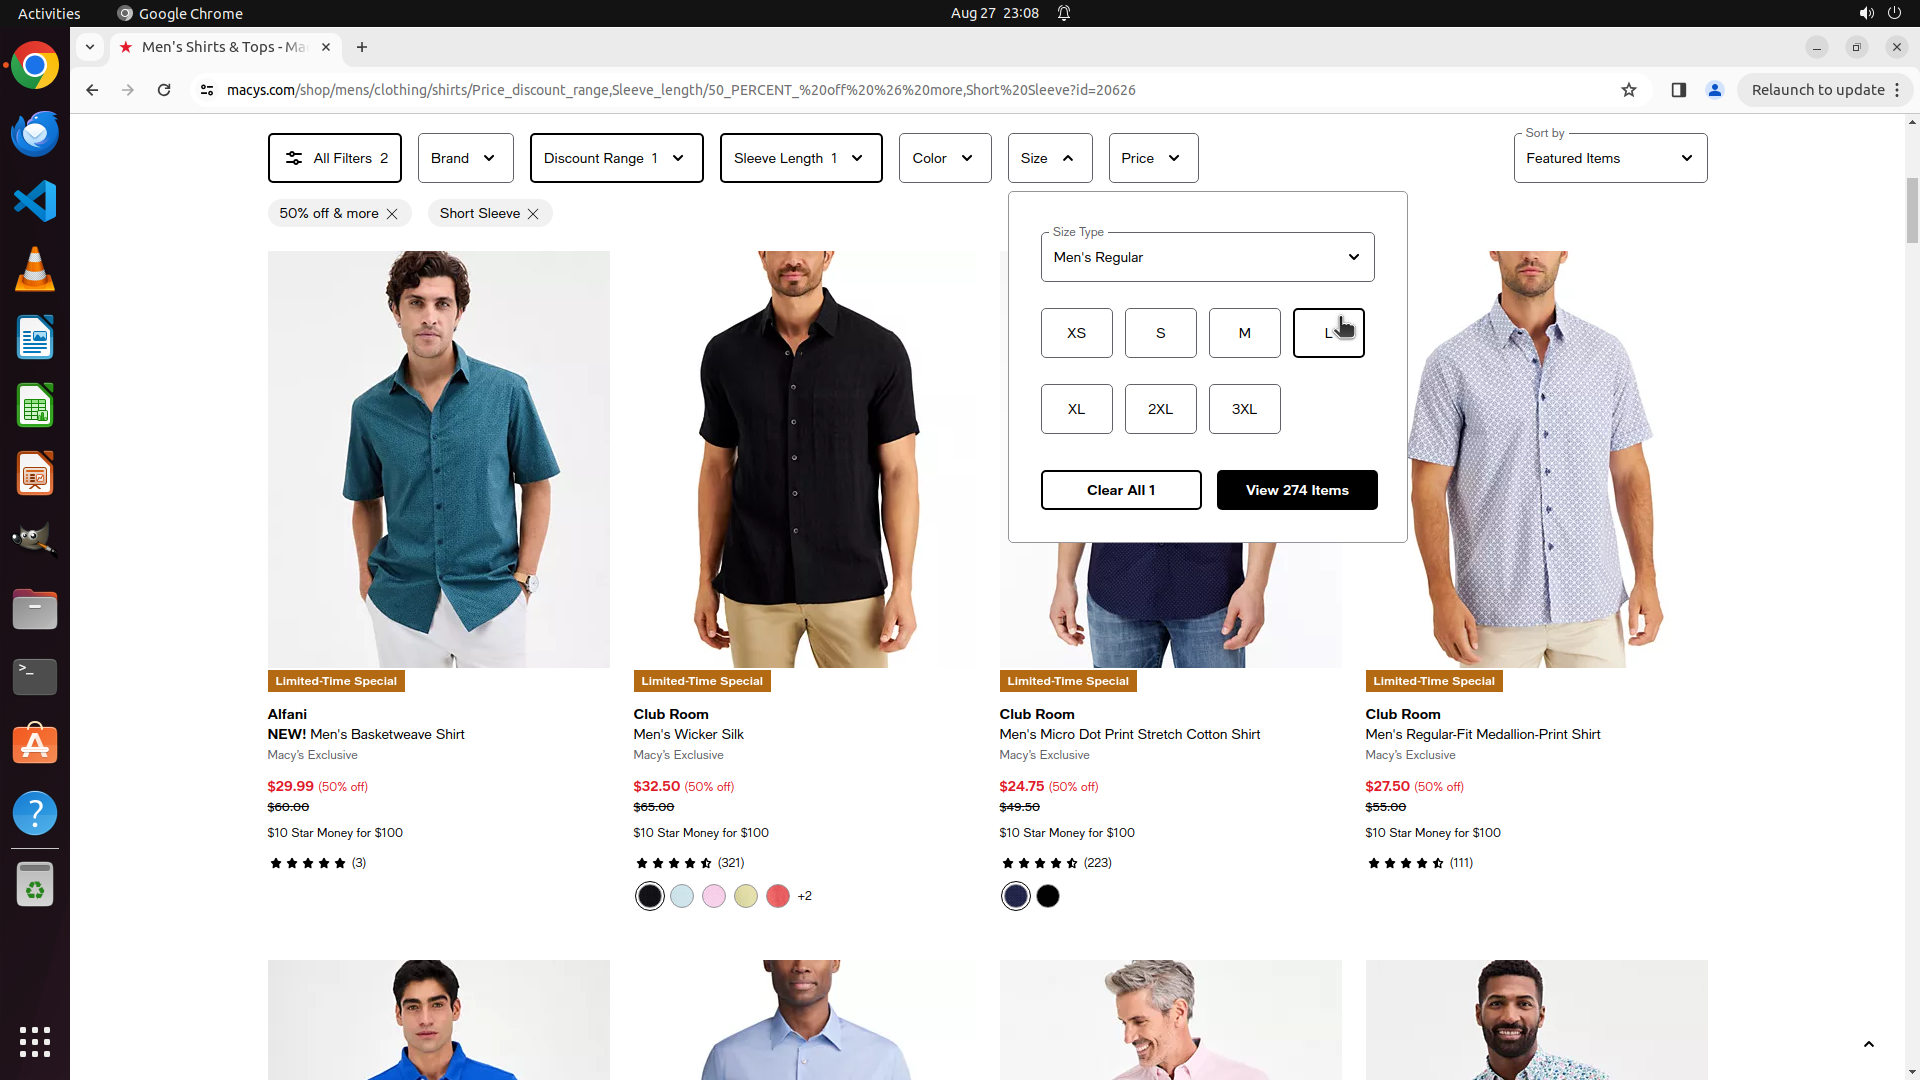 Activities
Google Chrome
Aug 27 23:08
Men's Shirts & Tops - Ma
macys.com/shop/mens/clothing/shirts/Price_discount_range,Sleeve_length/50_PERCENT_%20off%20%26%20more,Short%20Sleeve?id=20626
Relaunch to update
All Filters 2
Brand
Discount Range 1
Sleeve Length 1
Color
Size
Price
Sort by
Featured Items
50% off & more
Short Sleeve
Size Type
Men's Regular
XS
S
M
L
XL
2XL
3XL
Clear All 1
View 274 Items
Limited-Time Special
Limited-Time Special
Limited-Time Special
Limited-Time Special
Alfani
NEW! Men's Basketweave Shirt
Macy's Exclusive
$29.99 (50% off)
$60.00
$10 Star Money for $100
(3)
Club Room
Men's Wicker Silk
Macy's Exclusive
$32.50 (50% off)
$65.00
$10 Star Money for $100
(321)
+2
Club Room
Men's Micro Dot Print Stretch Cotton Shirt
Macy's Exclusive
$24.75 (50% off)
$49.50
$10 Star Money for $100
(223)
Club Room
Men's Regular-Fit Medallion-Print Shirt
Macy's Exclusive
$27.50 (50% off)
$55.00
$10 Star Money for $100
(111)